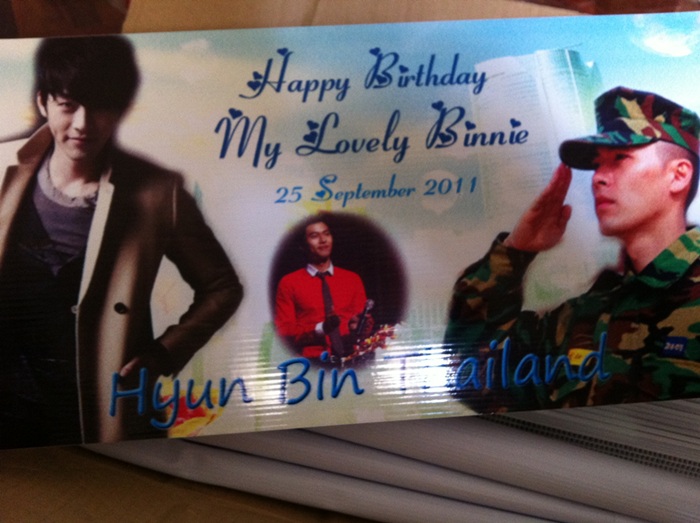 Happy Birthday
My Lovely Binnie
25 September 2011
Hyun Bin Thailand